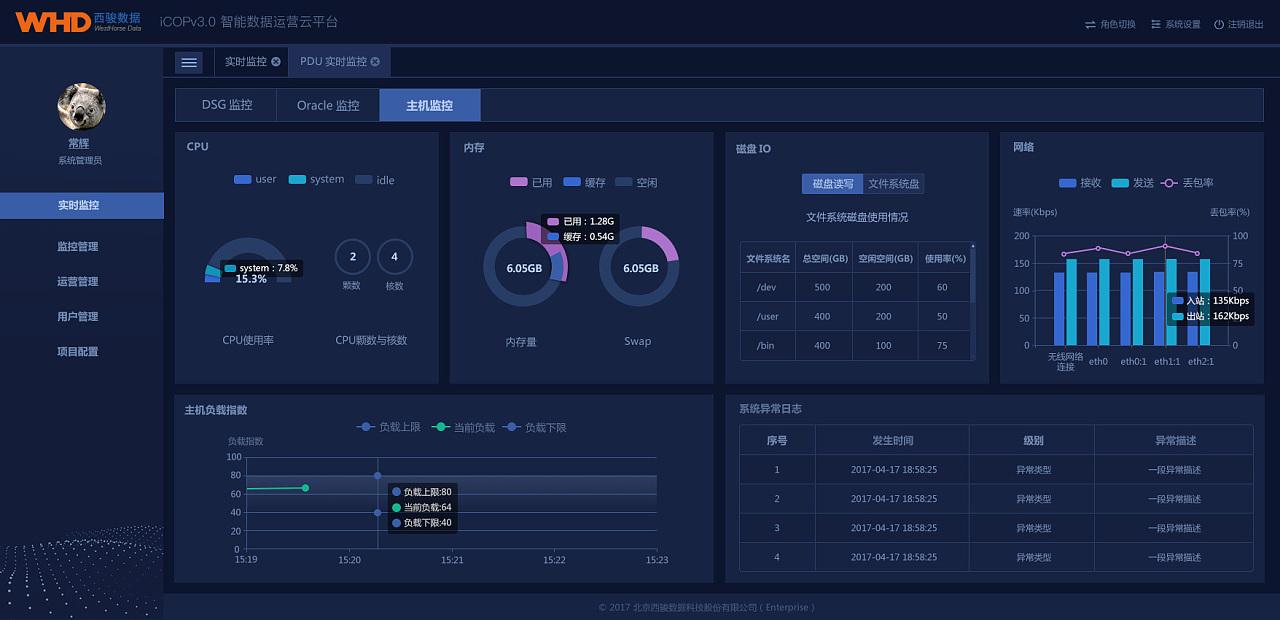 WHD 西骏数据 WestHorse Data iCOPv3.0 智能数据运营云平台
角色切换 系统设置 注销退出
常辉
系统管理员
实时监控
监控管理
运营管理
用户管理
项目配置
实时监控 PDU 实时监控
DSG 监控 Oracle 监控 主机监控
CPU
user system idle
system：7.8%
15.3%
2 4
颗数 核数
CPU使用率 CPU颗数与核数
内存
已用 缓存 空闲
已用：1.28G
缓存：0.54G
6.05GB 6.05GB
内存量 Swap
磁盘 IO
磁盘读写 文件系统盘
文件系统磁盘使用情况
文件系统名 总空间(GB) 空闲空间(GB) 使用率(%)
/dev 500 200 60
/user 400 200 50
/bin 400 100 75
网络
接收 发送 丢包率
速率(Kbps) 丢包率(%)
200 100
150 75
100 50
50
0 0
入站：135Kbps
出站：162Kbps
无线网络连接 eth0 eth0:1 eth1:1 eth2:1
主机负载指数
负载上限 当前负载 负载下限
负载指数
100
80
60
40
20
0
负载上限:80
当前负载:64
负载下限:40
15:19 15:20 15:21 15:22 15:23
系统异常日志
序号 发生时间 级别 异常描述
1 2017-04-17 18:58:25 异常类型 一段异常描述
2 2017-04-17 18:58:25 异常类型 一段异常描述
3 2017-04-17 18:58:25 异常类型 一段异常描述
4 2017-04-17 18:58:25 异常类型 一段异常描述
© 2017 北京西骏数据科技股份有限公司（Enterprise）